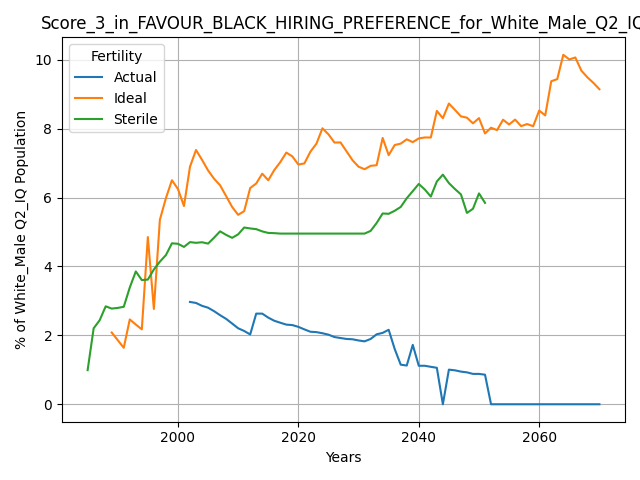 Score_3_in_FAVOUR_BLACK_HIRING_PREFERENCE_for_White_Male_Q2_IQ
Fertility
Actual
Ideal
Sterile
% of White_Male Q2_IQ Population
10
8
6
4
2
0
2000 2020 2040 2060
Years